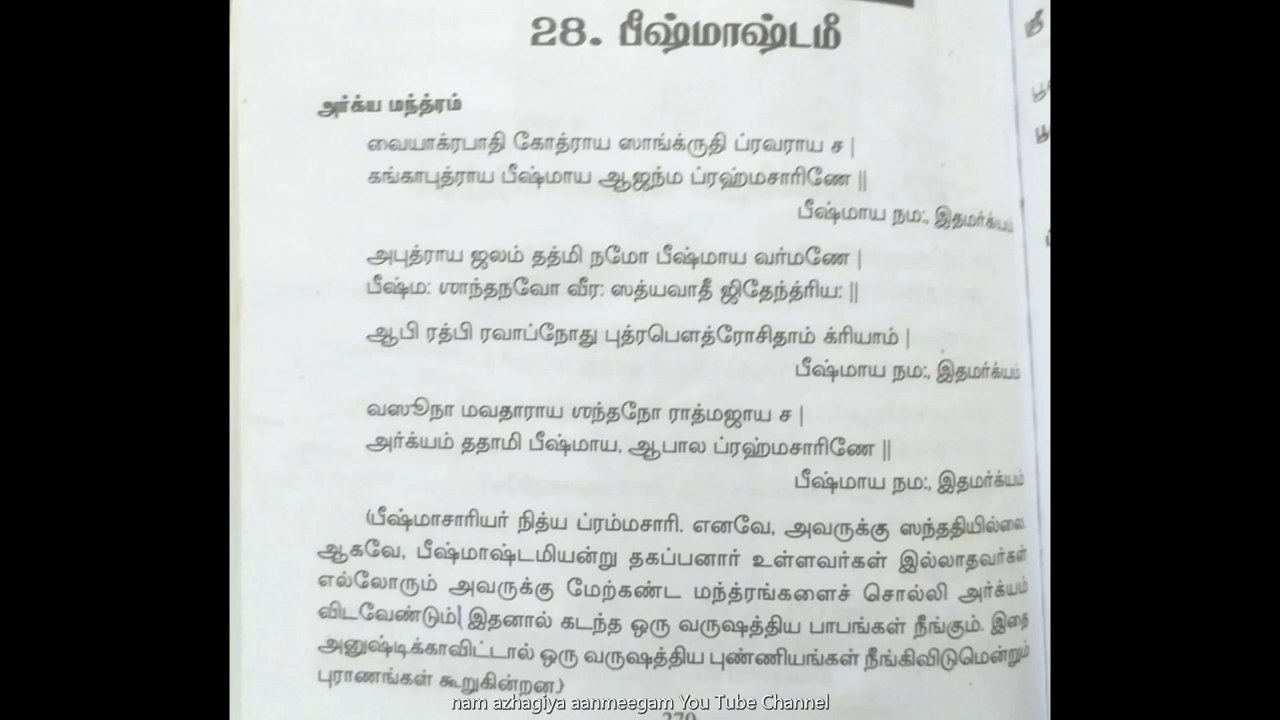 28. பீஷ்மாஷ்டமீ
அர்க்ய மந்த்ரம்
வையாக்ரபாதி கோத்ராய ஸாங்க்ருதி ப்ரவராய ச |
கங்காபுத்ராய பீஷ்மாய ஆஜந்ம ப்ரஹ்மசாரிணே ||
பீஷ்மாய நம:, இதமர்க்யம்
அபுத்ராய ஜலம் தத்மி நமோ பீஷ்மாய வர்மணே |
பீஷ்ம: ஶாந்தநவோ வீர: ஸத்யவாதீ ஜிதேந்த்ரிய: ||
ஆபி ரத்பி ரவாப்நோது புத்ரபௌத்ரோசிதாம் க்ரியாம் |
பீஷ்மாய நம:, இதமர்க்யம்
வஸூநா மவதாராய ஶந்தநோ ராத்மஜாய ச |
அர்க்யம் ததாமி பீஷ்மாய, ஆபால ப்ரஹ்மசாரிணே ||
பீஷ்மாய நம:, இதமர்க்யம்
(பீஷ்மாசாரியர் நித்ய ப்ரம்மசாரி. எனவே, அவருக்கு ஸந்ததியில்லை
ஆகவே, பீஷ்மாஷ்டமியன்று தகப்பனார் உள்ளவர்கள் இல்லாதவர்கள்
எல்லோரும் அவருக்கு மேற்கண்ட மந்த்ரங்களைச் சொல்லி அர்க்யம்
விடவேண்டும்| இதனால் கடந்த ஒரு வருஷத்திய பாபங்கள் நீங்கும். இதை
அனுஷ்டிக்காவிட்டால் ஒரு வருஷத்திய புண்ணியங்கள் நீங்கிவிடுமென்றும்
புராணங்கள் கூறுகின்றன.)
nam azhagiya aanmeegam You Tube Channel